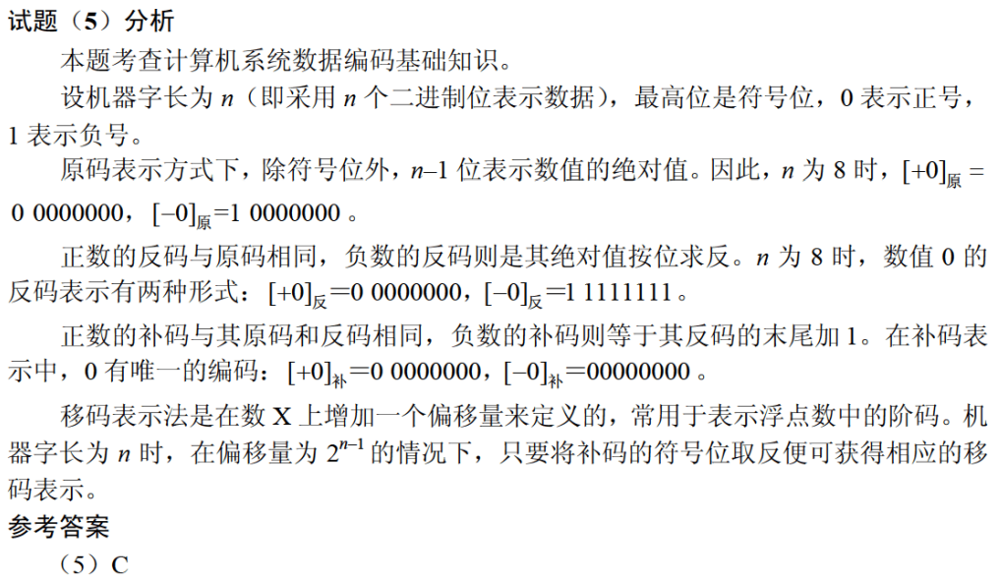 试题（5）分析
本题考查计算机系统数据编码基础知识。
设机器字长为 n（即采用 n 个二进制位表示数据），最高位是符号位，0 表示正号，
1 表示负号。
原码表示方式下，除符号位外，n–1 位表示数值的绝对值。因此，n 为 8 时，[+0]原 =
0 0000000， [–0]原=1 0000000 。
正数的反码与原码相同，负数的反码则是其绝对值按位求反。n 为 8 时，数值 0 的
反码表示有两种形式：[+0]反＝0 0000000，[–0]反＝1 1111111。
正数的补码与其原码和反码相同，负数的补码则等于其反码的末尾加 1。在补码表
示中，0 有唯一的编码：[+0]补＝0 0000000，[–0]补＝00000000 。
移码表示法是在数 X 上增加一个偏移量来定义的，常用于表示浮点数中的阶码。机
器字长为 n 时，在偏移量为 2ⁿ⁻¹ 的情况下，只要将补码的符号位取反便可获得相应的移
码表示。
参考答案
（5）C